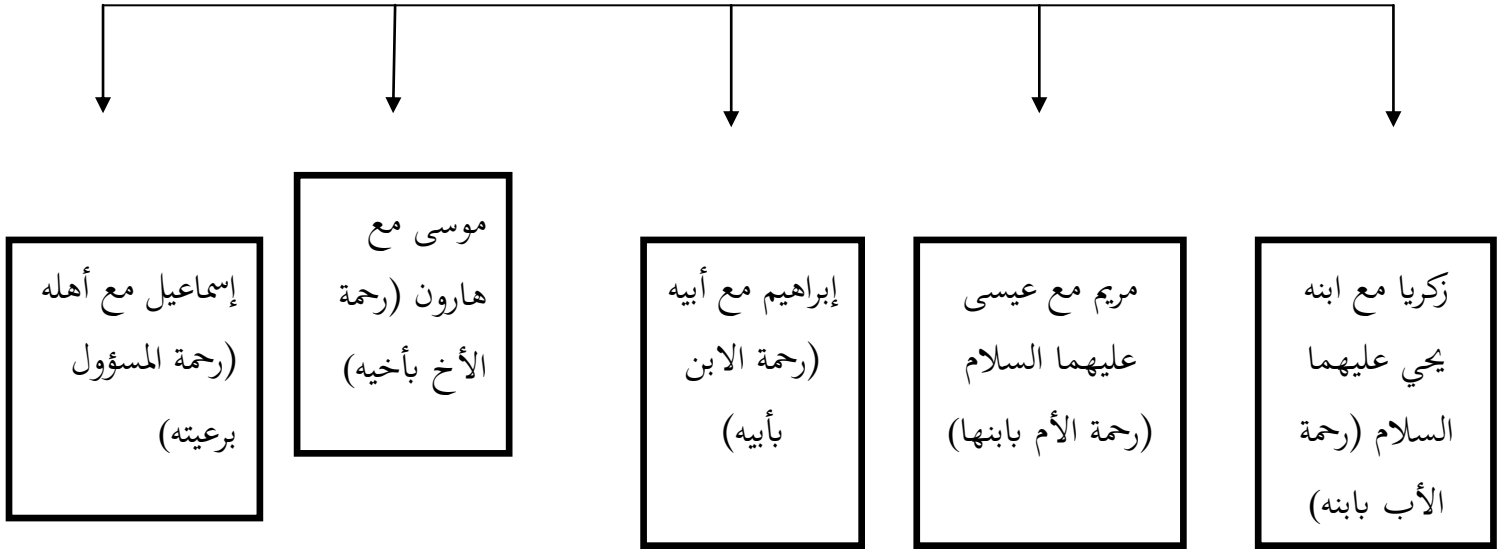 زكريا مع ابنه
يحي عليهما
السلام (رحمة
الأب بابنه)
مريم مع عيسى
عليهما السلام
(رحمة الأم بابنها)
إبراهيم مع أبيه
(رحمة الابن
بأبيه)
موسى مع
هارون (رحمة
الأخ بأخيه)
إسماعيل مع أهله
(رحمة المسؤول
برعيته)